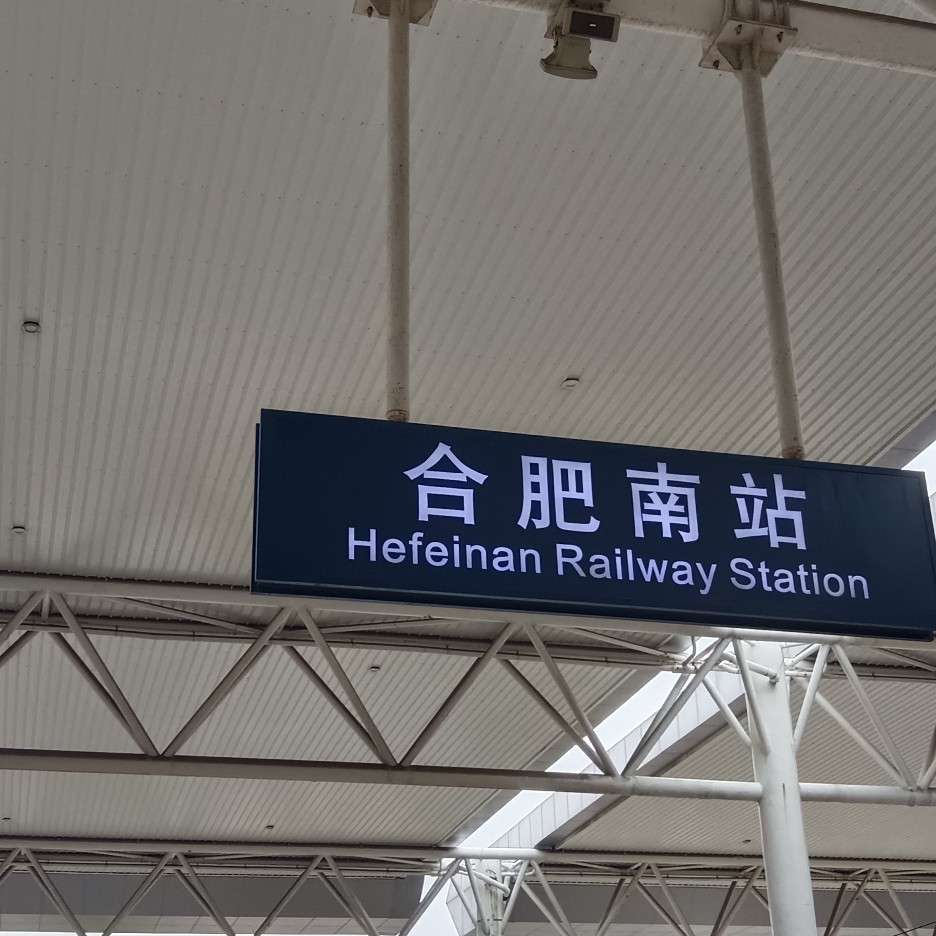 合肥南站
Hefeinan Railway Station